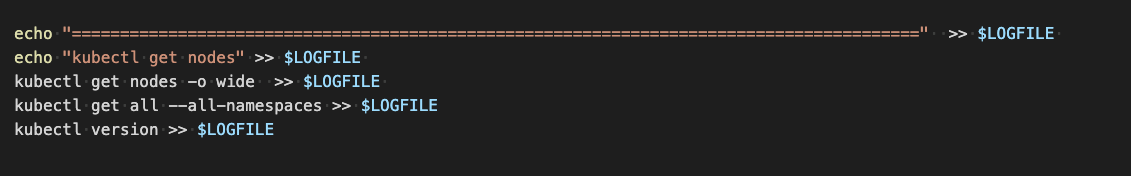 echo "========================================================================================" >> $LOGFILE
echo "kubectl get nodes" >> $LOGFILE
kubectl get nodes -o wide  >> $LOGFILE
kubectl get all --all-namespaces >> $LOGFILE
kubectl version >> $LOGFILE